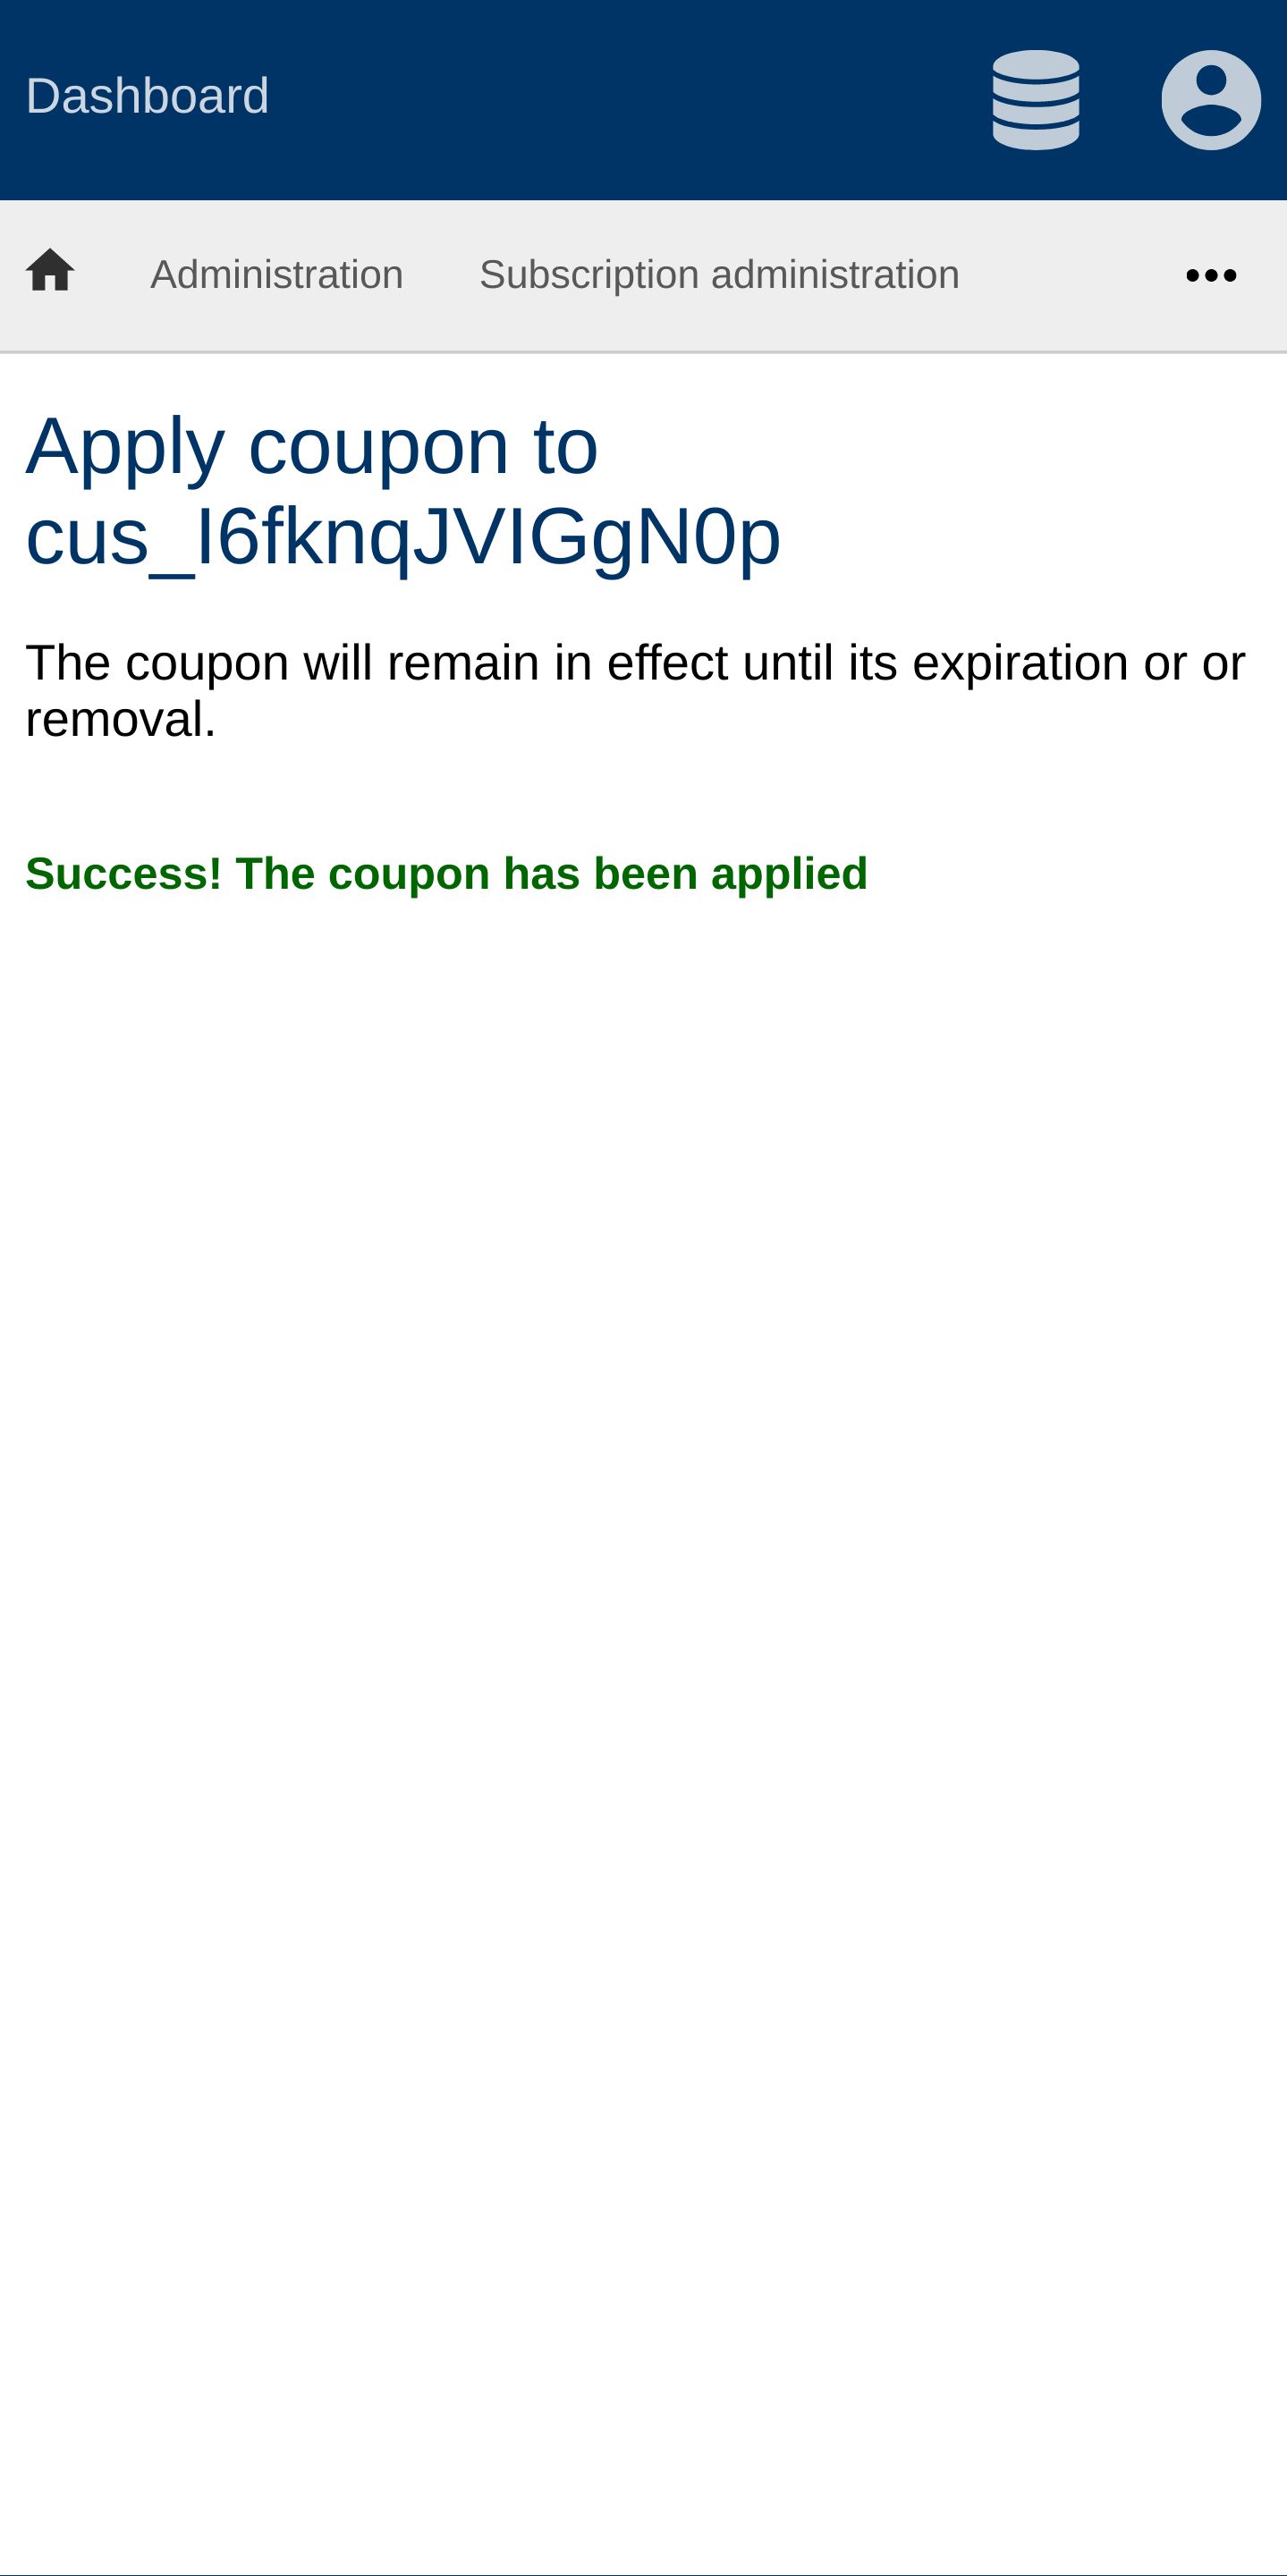 Dashboard
Administration Subscription administration
Apply coupon to
cus_I6fknqJVIGgN0p
The coupon will remain in effect until its expiration or or
removal.
Success! The coupon has been applied